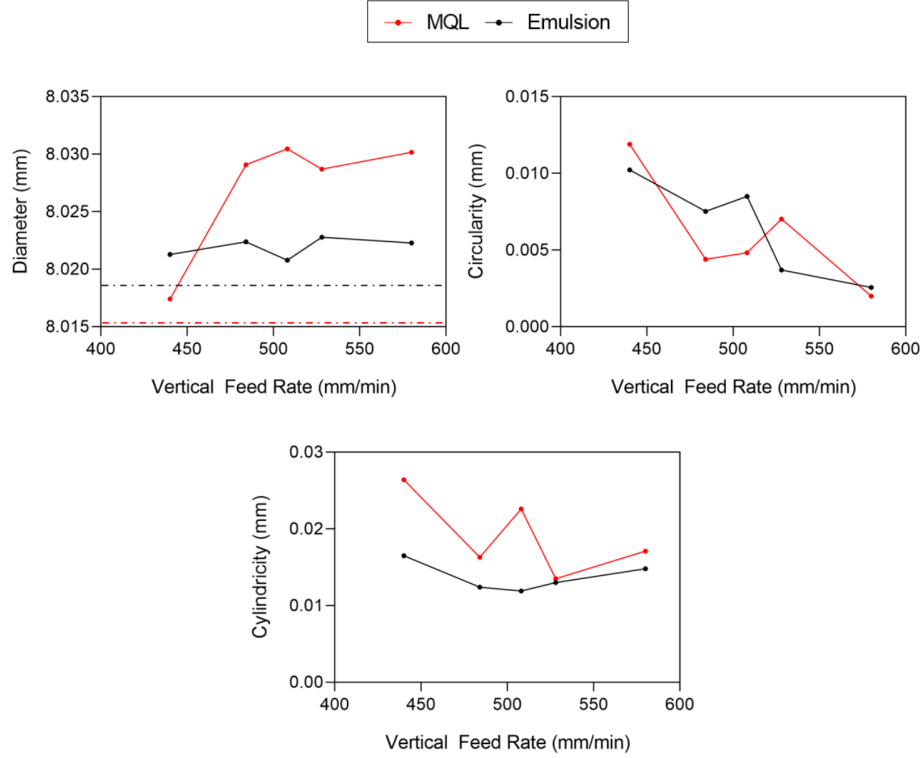 MQL Emulsion
8.035
8.030
8.025
8.020
8.015
400 450 500 550 600
Diameter (mm)
Vertical Feed Rate (mm/min)
0.015
0.010
0.005
0.000
400 450 500 550 600
Circularity (mm)
Vertical Feed Rate (mm/min)
0.03
0.02
0.01
0.00
400 450 500 550 600
Cylindricity (mm)
Vertical Feed Rate (mm/min)